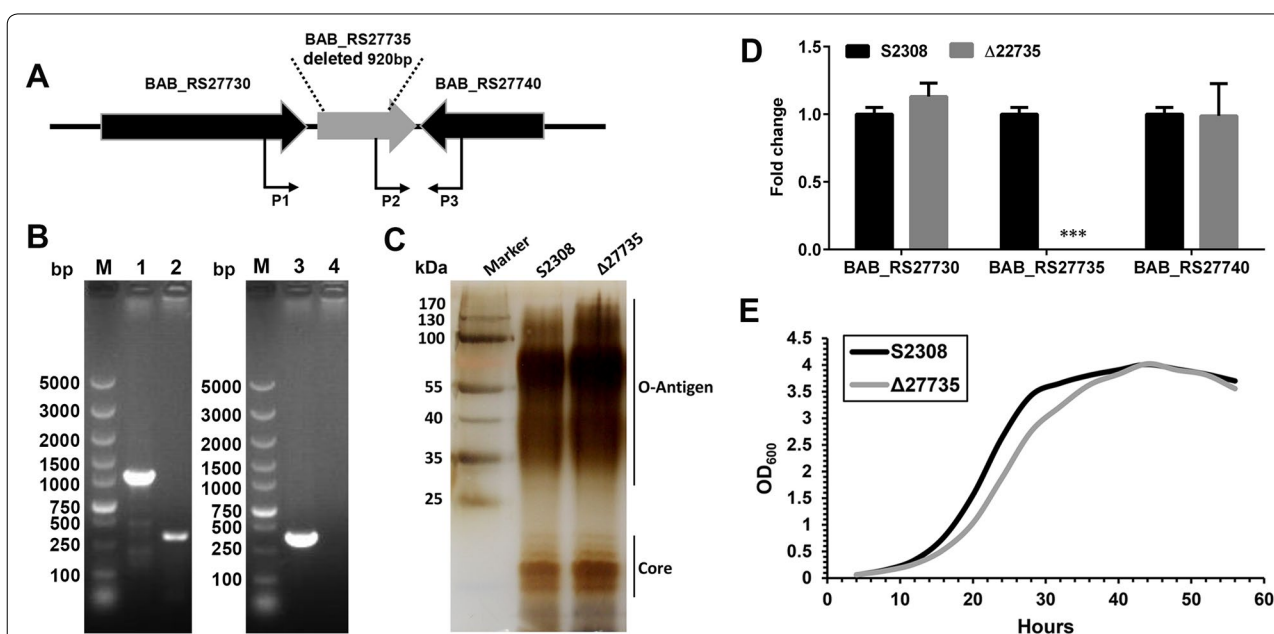 A
BAB_RS27735
deleted 920bp
BAB_RS27730
BAB_RS27740
P1
P2
P3
B
bp
M
1
2
5000
3000
2000
1500
1000
750
500
250
100
bp
M
3
4
5000
3000
2000
1500
1000
750
500
250
100
C
kDa
Marker
S2308
Δ27735
170
130
100
55
40
35
25
O-Antigen
Core
D
S2308
Δ22735
Fold change
1.5
1.0
0.5
0.0
***
BAB_RS27730
BAB_RS27735
BAB_RS27740
E
S2308
Δ27735
OD600
4.5
4
3.5
3
2.5
2
1.5
1
0.5
0
0 10 20 30 40 50 60
Hours